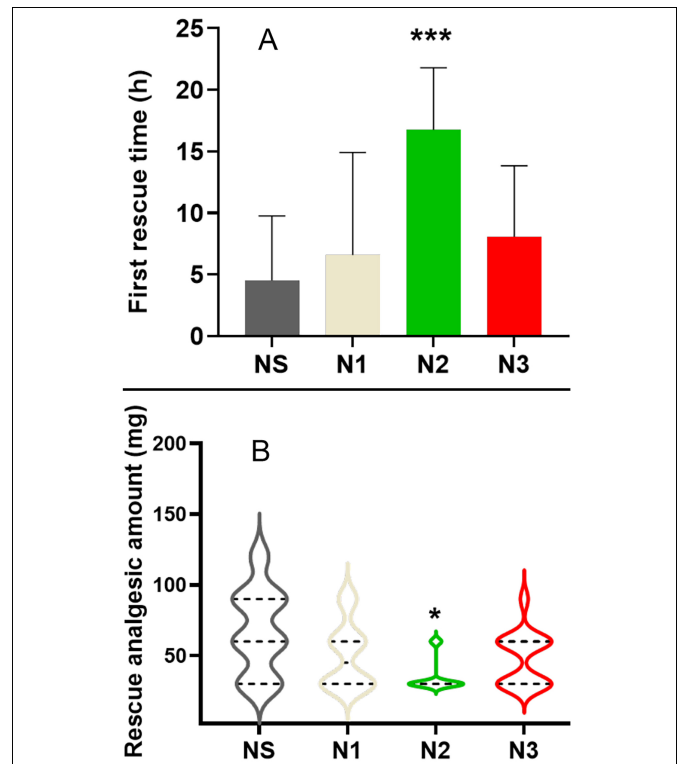 First rescue time (h)
A
***
25
20
15
10
5
0
NS N1 N2 N3
Rescue analgesic amount (mg)
B
*
200
150
100
50
NS N1 N2 N3